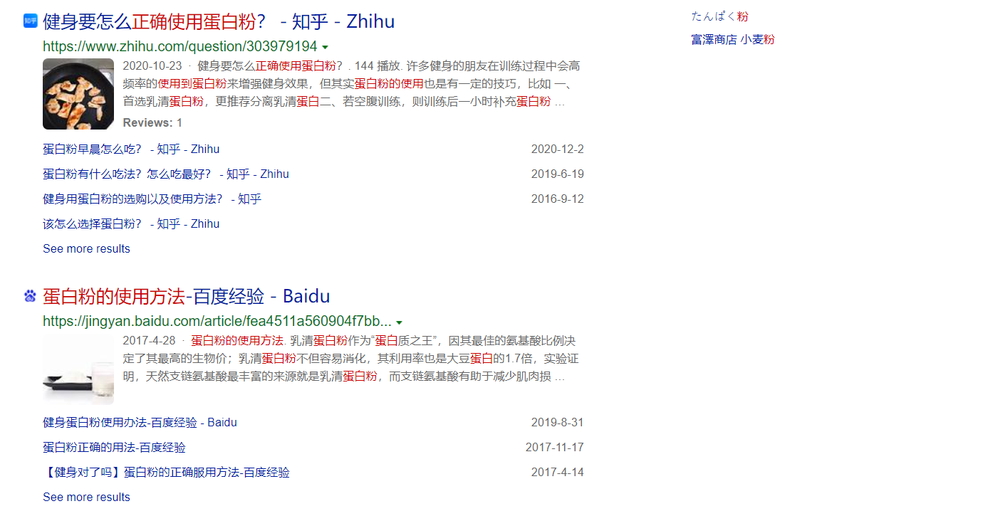 知乎 健身要怎么正确使用蛋白粉？ - 知乎 - Zhihu
https://www.zhihu.com/question/303979194
2020-10-23 · 健身要怎么正确使用蛋白粉？. 144 播放. 许多健身的朋友在训练过程中会高
频率的使用到蛋白粉来增强健身效果，但其实蛋白粉的使用也是有一定的技巧，比如 一、
首选乳清蛋白粉，更推荐分离乳清蛋白二、若空腹训练，则训练后一小时补充蛋白粉 ...
Reviews: 1
蛋白粉早晨怎么吃？ - 知乎 - Zhihu 2020-12-2
蛋白粉有什么吃法？怎么吃最好？ - 知乎 - Zhihu 2019-6-19
健身用蛋白粉的选购以及使用方法？ - 知乎 2016-9-12
该怎么选择蛋白粉？ - 知乎 - Zhihu
See more results
蛋白粉的使用方法-百度经验 - Baidu
https://jingyan.baidu.com/article/fea4511a560904f7bb...
2017-4-28 · 蛋白粉的使用方法. 乳清蛋白粉作为“蛋白质之王”，因其最佳的氨基酸比例决
定了其最高的生物价；乳清蛋白粉不但容易消化，其利用率也是大豆蛋白的1.7倍，实验证
明，天然支链氨基酸最丰富的来源就是乳清蛋白粉，而支链氨基酸有助于减少肌肉损 ...
健身蛋白粉使用办法-百度经验 - Baidu 2019-8-31
蛋白粉正确的用法-百度经验 2017-11-17
【健身对了吗】蛋白粉的正确服用方法-百度经验 2017-4-14
See more results
たんぱく粉
富澤商店 小麦粉